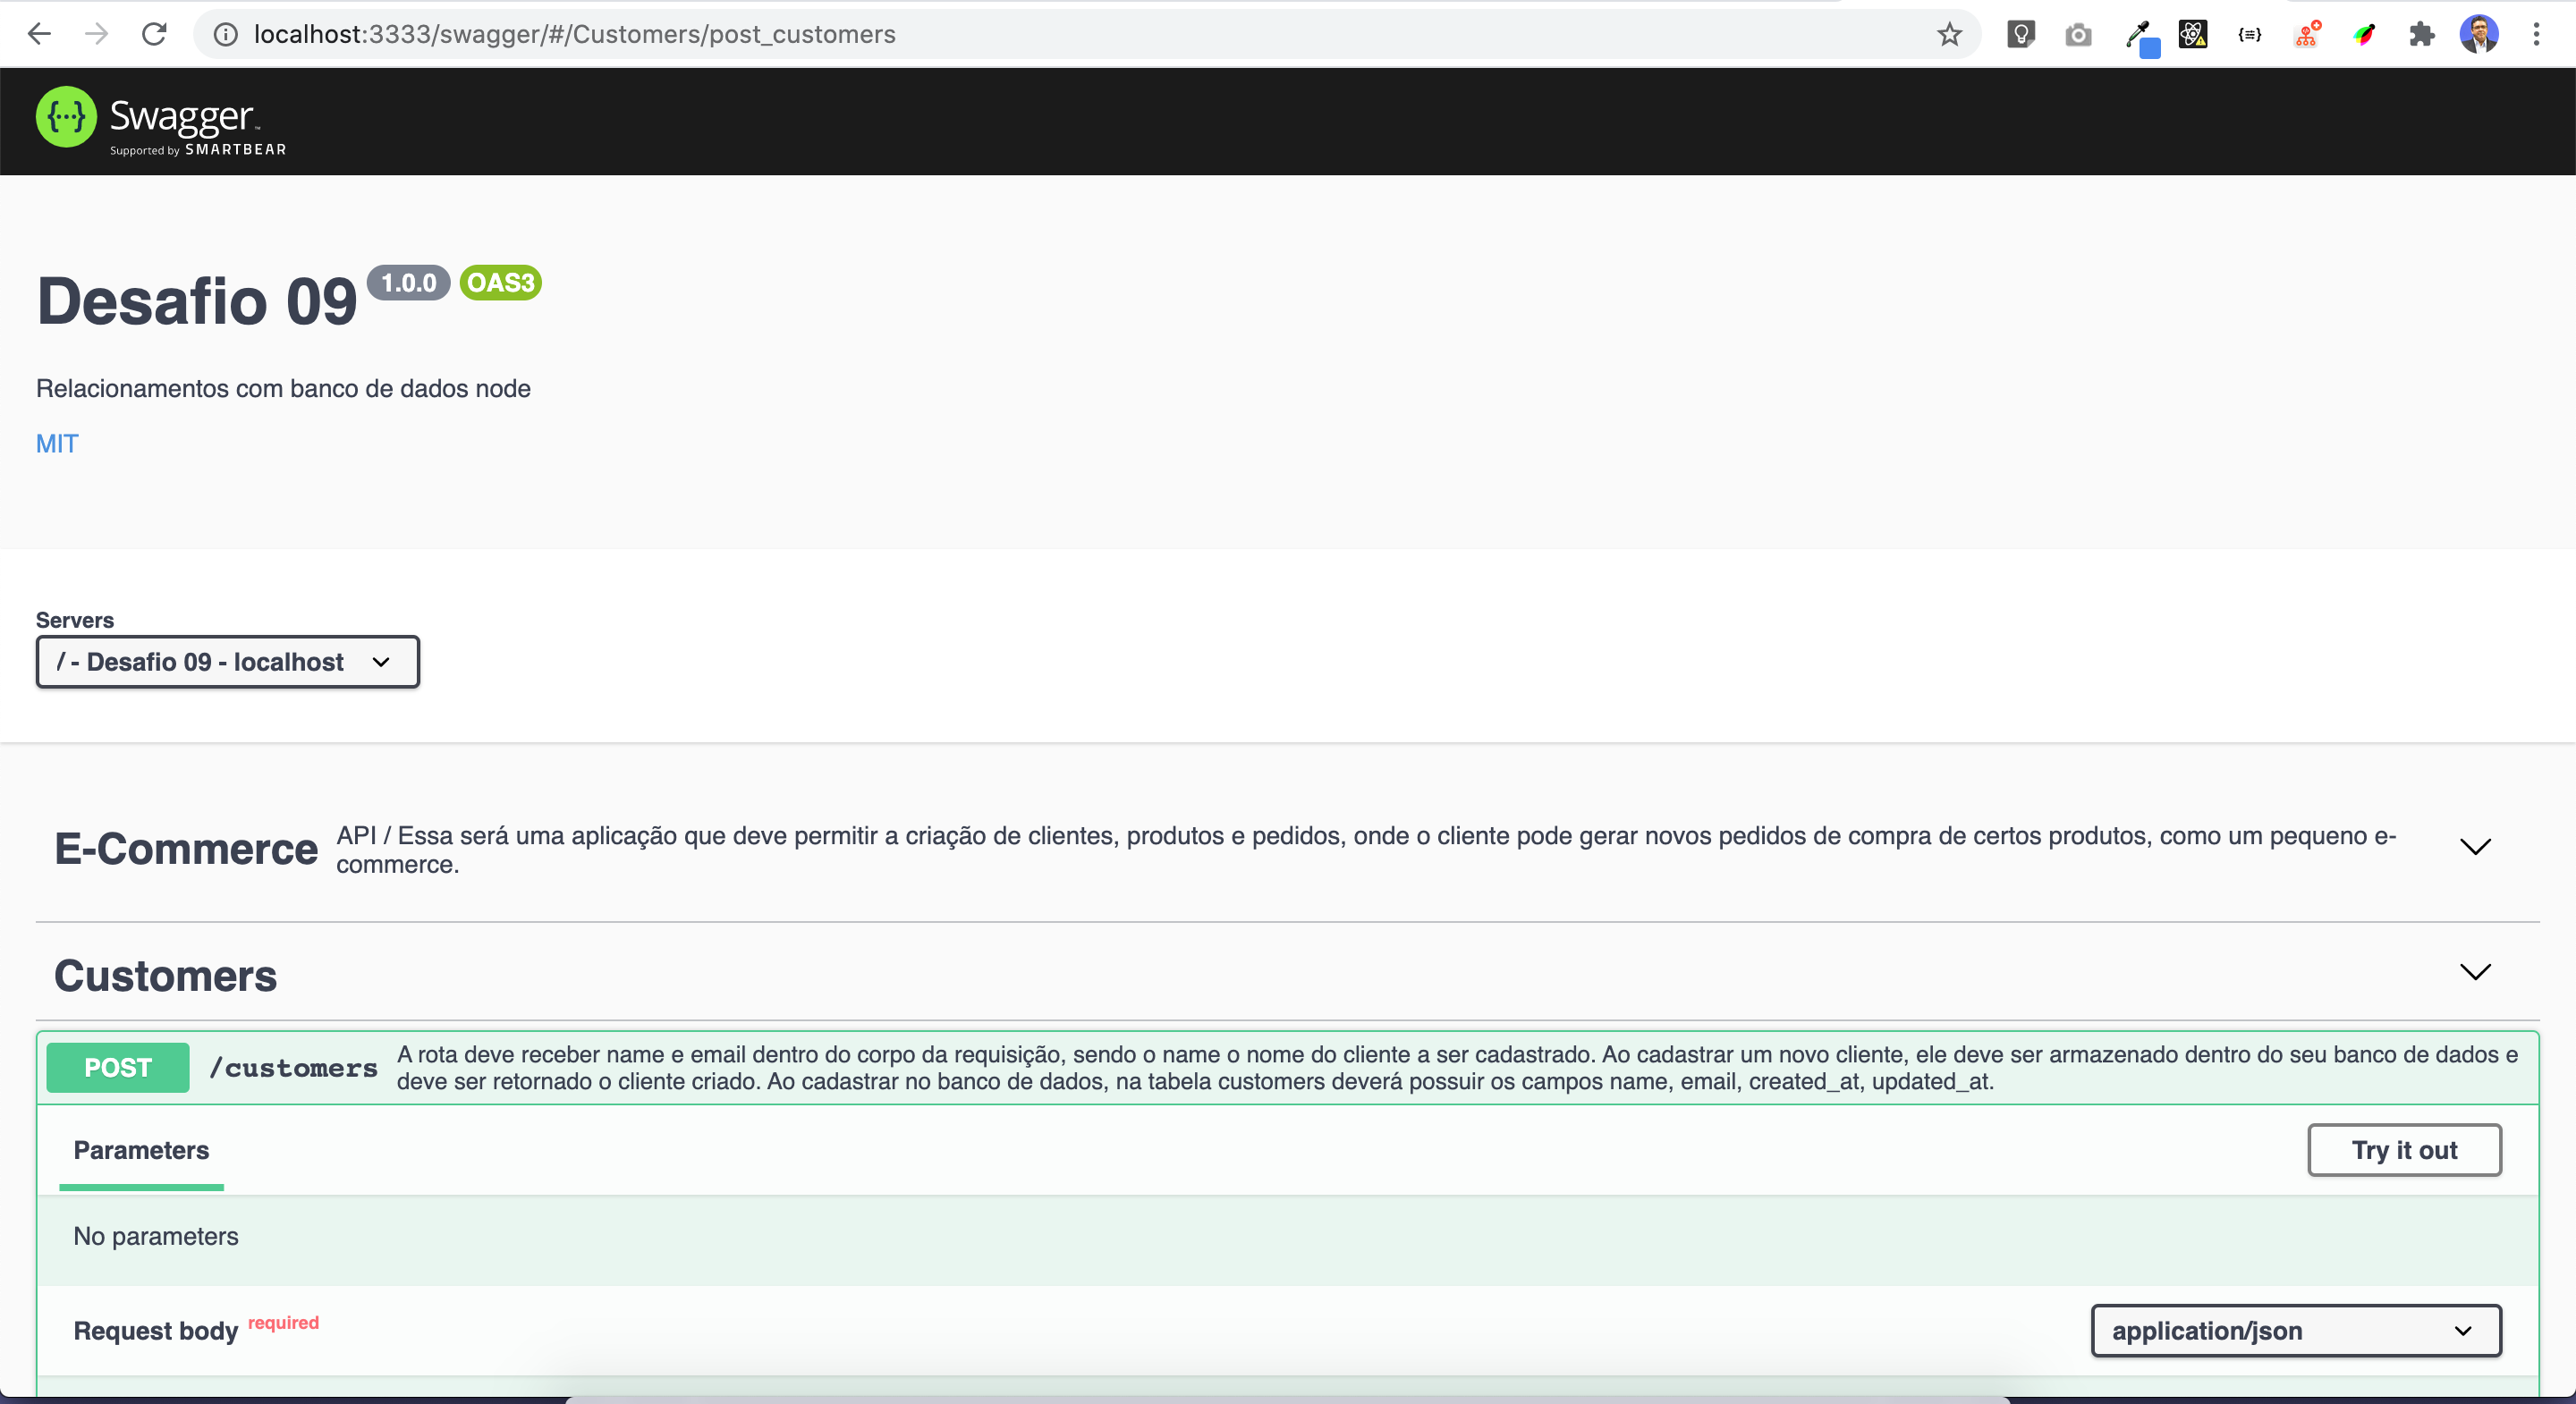 localhost:3333/swagger/#/Customers/post_customers
{···} Swagger™
Supported by SMARTBEAR
Desafio 09 1.0.0 OAS3
Relacionamentos com banco de dados node
MIT
Servers
/ - Desafio 09 - localhost
E-Commerce API / Essa será uma aplicação que deve permitir a criação de clientes, produtos e pedidos, onde o cliente pode gerar novos pedidos de compra de certos produtos, como um pequeno e-
commerce.
Customers
POST /customers A rota deve receber name e email dentro do corpo da requisição, sendo o name o nome do cliente a ser cadastrado. Ao cadastrar um novo cliente, ele deve ser armazenado dentro do seu banco de dados e
deve ser retornado o cliente criado. Ao cadastrar no banco de dados, na tabela customers deverá possuir os campos name, email, created_at, updated_at.
Parameters Try it out
No parameters
Request body required application/json